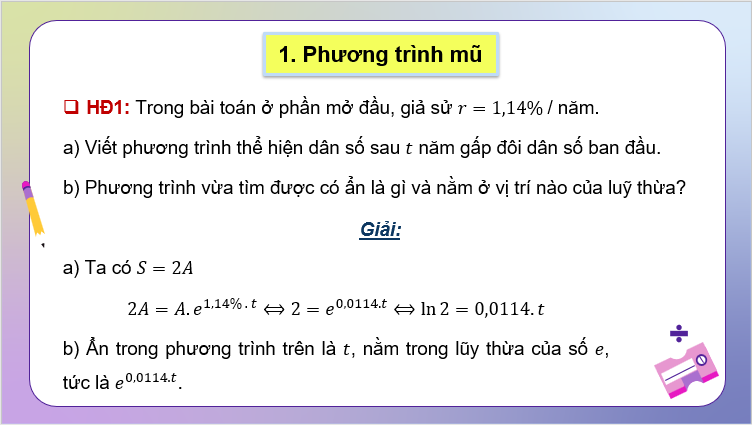 1. Phương trình mũ
❑ HĐ1: Trong bài toán ở phần mở đầu, giả sử r = 1,14% / năm.
a) Viết phương trình thể hiện dân số sau t năm gấp đôi dân số ban đầu.
b) Phương trình vừa tìm được có ẩn là gì và nằm ở vị trí nào của luỹ thừa?
Giải:
a) Ta có S = 2A
2A = A.e^{1,14% . t} ⟺ 2 = e^{0,0114.t} ⟺ ln 2 = 0,0114. t
b) Ẩn trong phương trình trên là t, nằm trong lũy thừa của số e,
tức là e^{0,0114.t}.